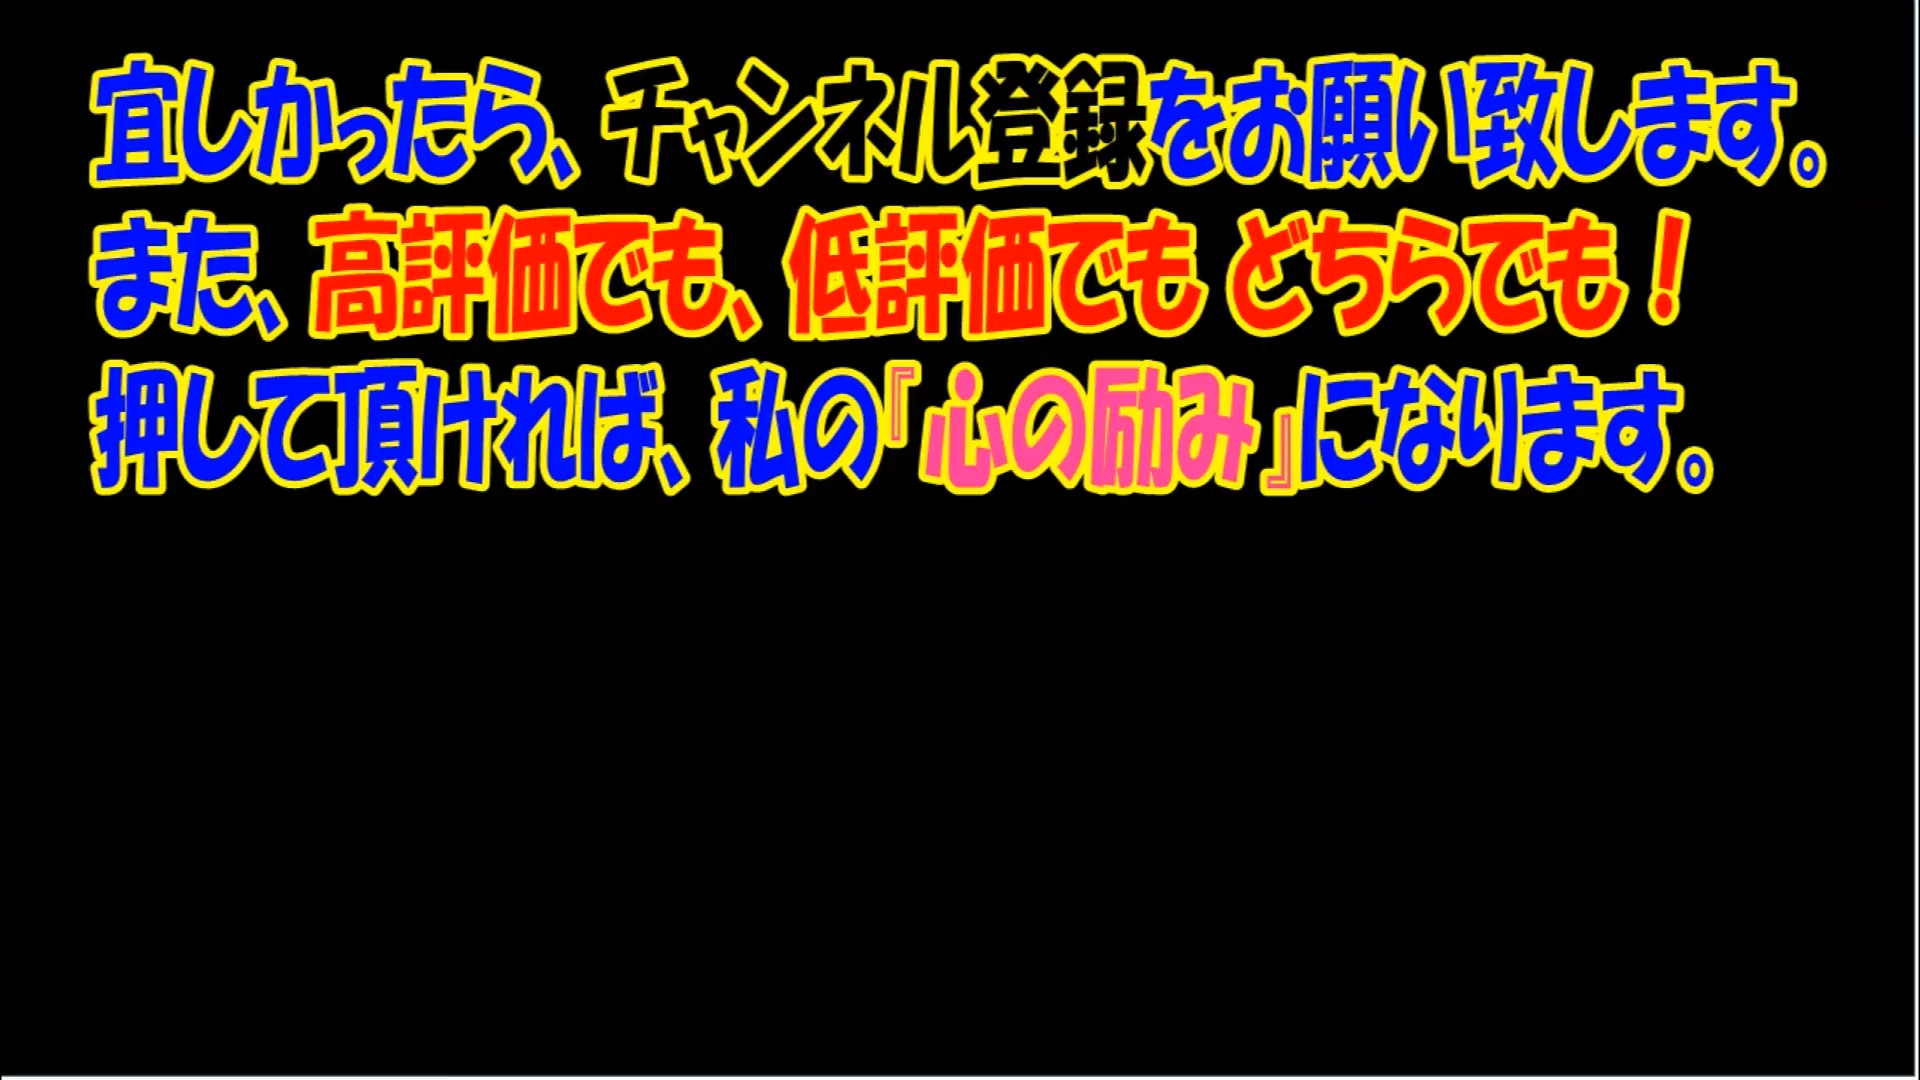 宜しかったら、チャンネル登録をお願い致します。
また、高評価でも、低評価でも どちらでも！
押して頂ければ、私の『心の励み』になります。